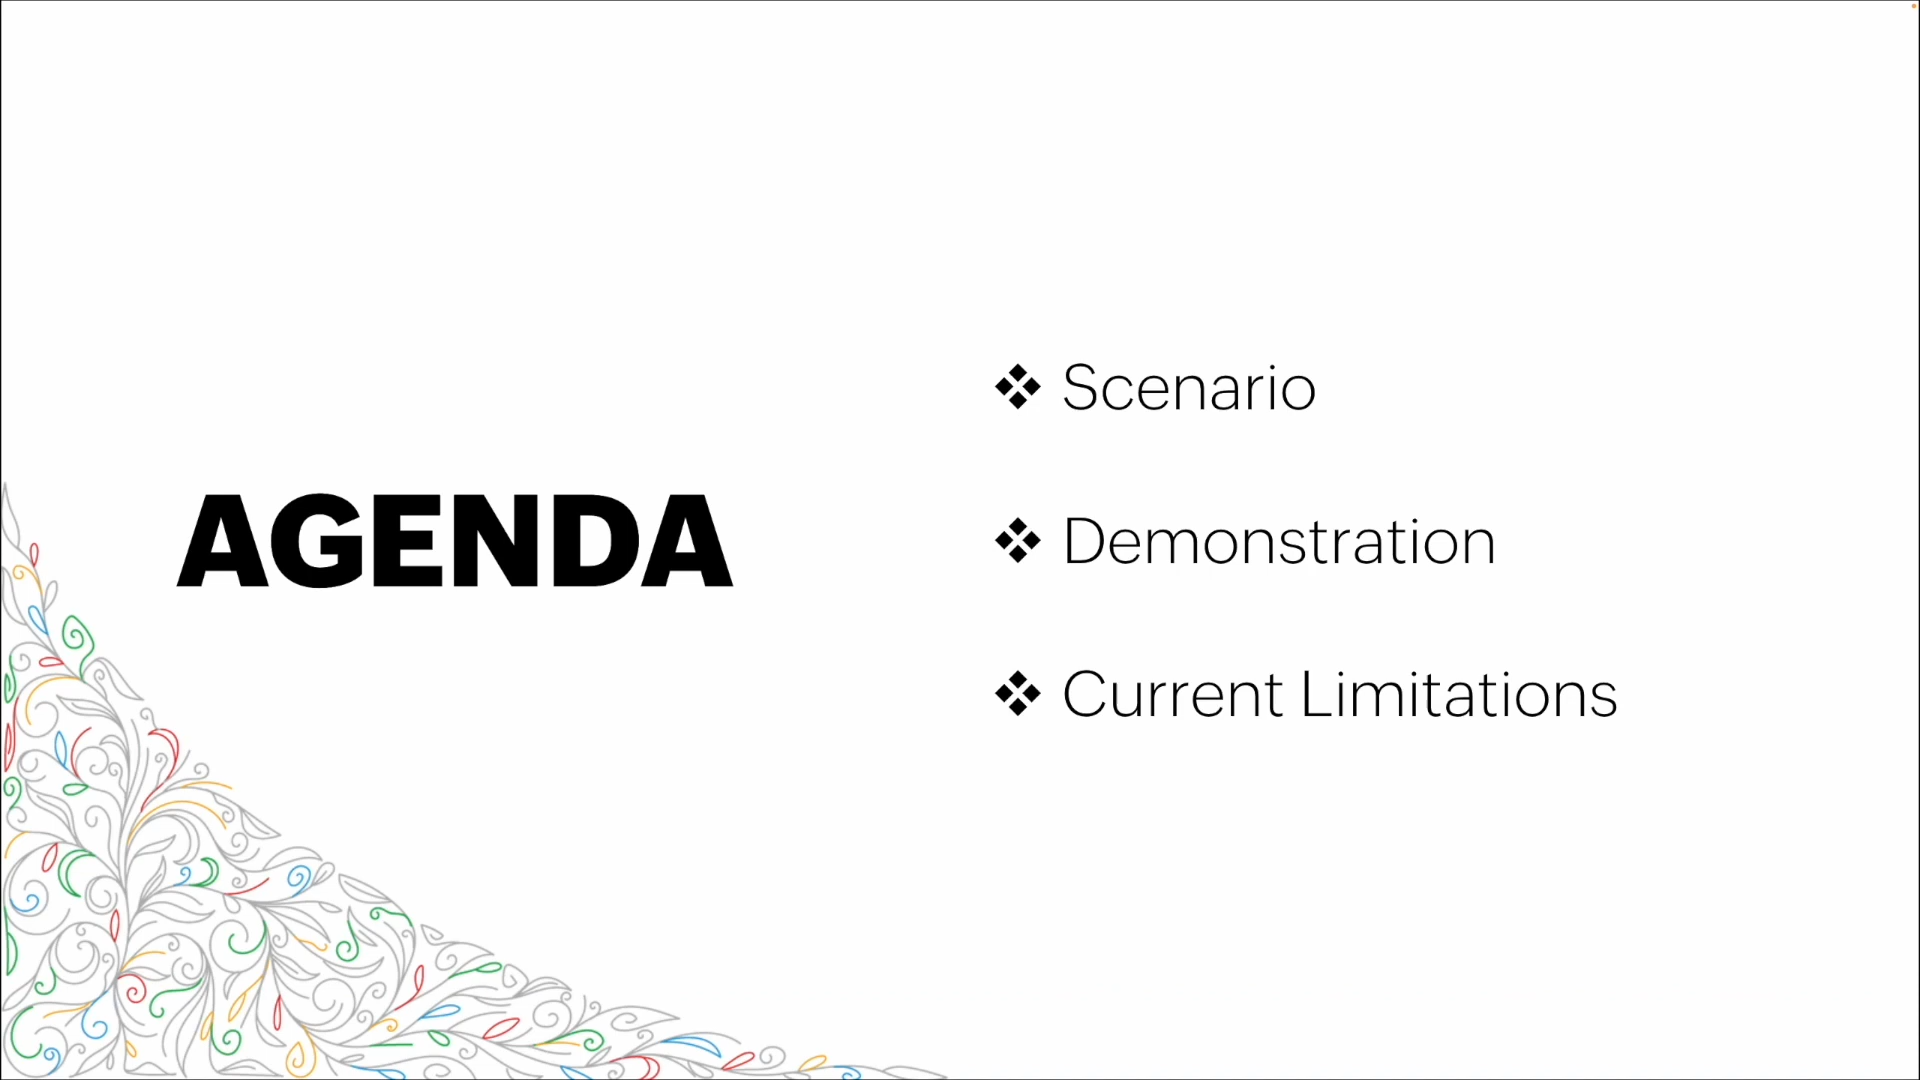 AGENDA
❖ Scenario
❖ Demonstration
❖ Current Limitations